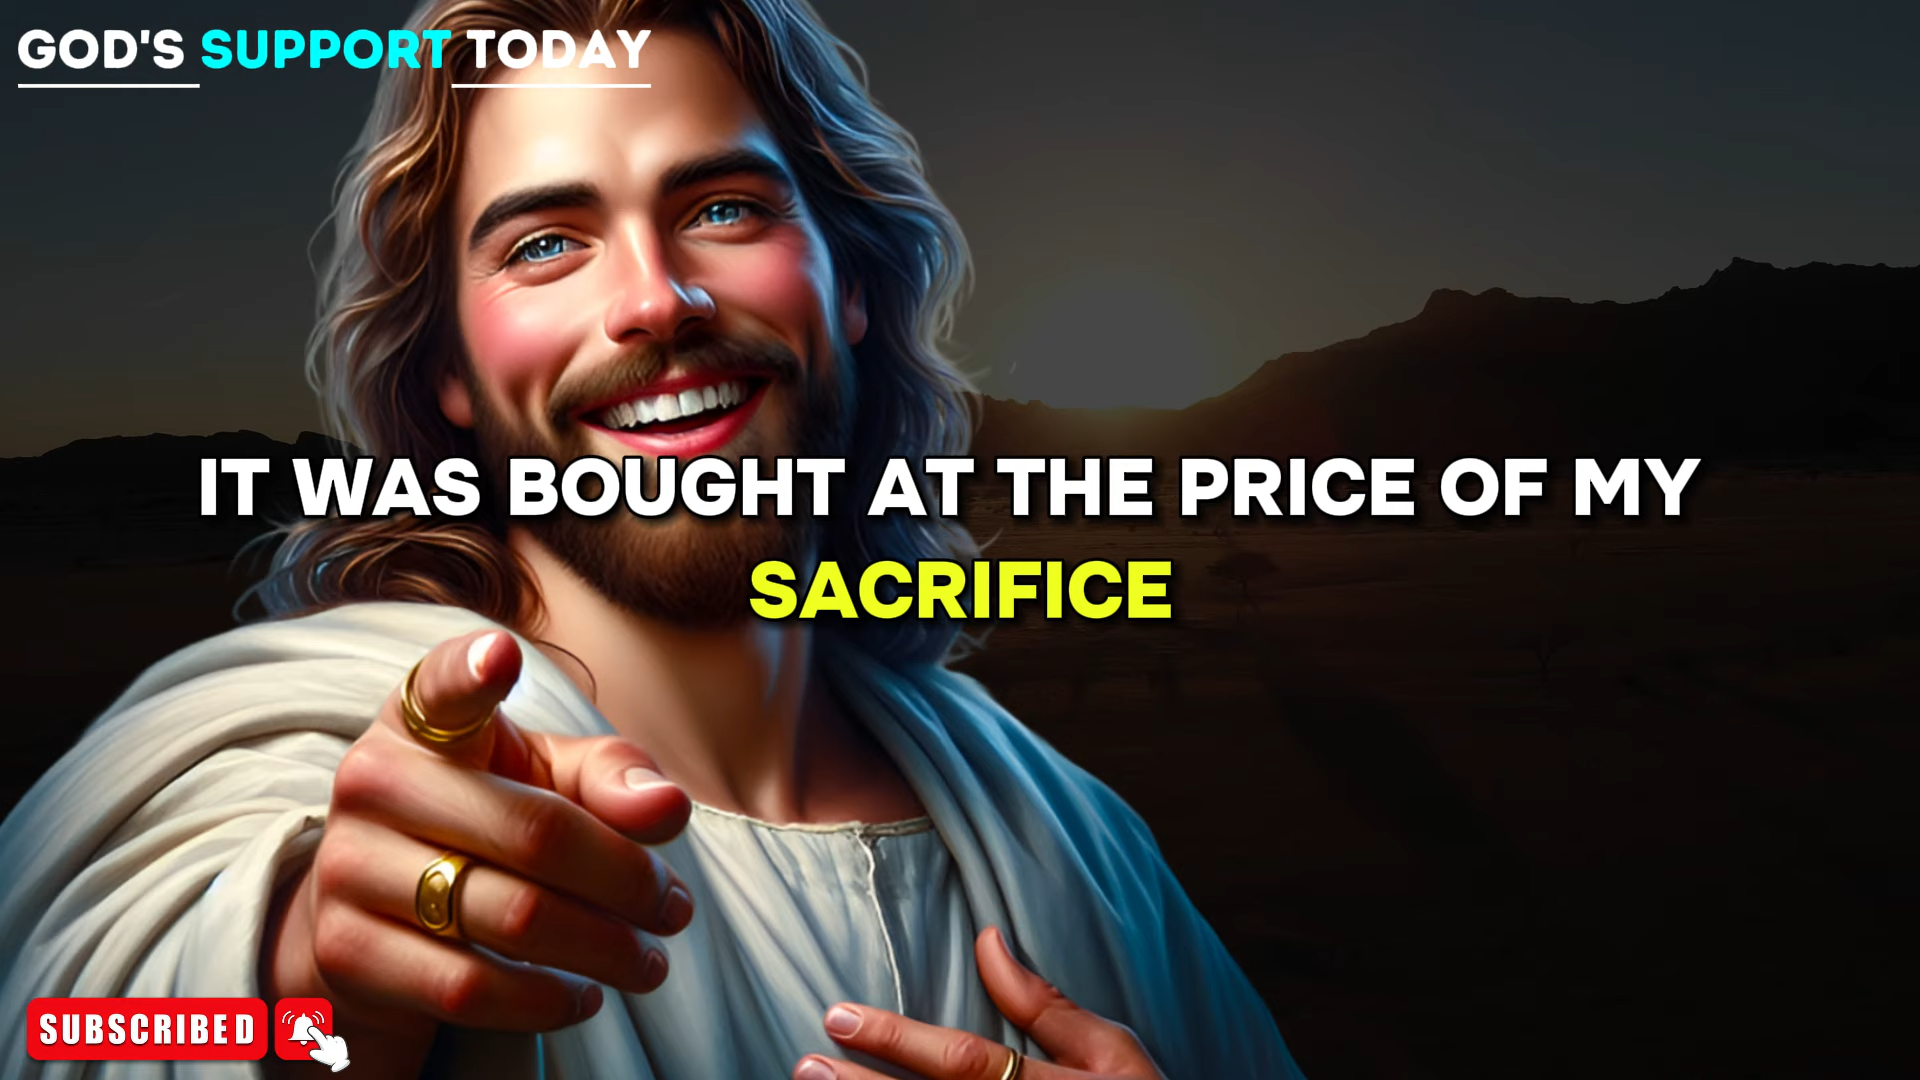 GOD'S SUPPORT TODAY
IT WAS BOUGHT AT THE PRICE OF MY
SACRIFICE
SUBSCRIBED